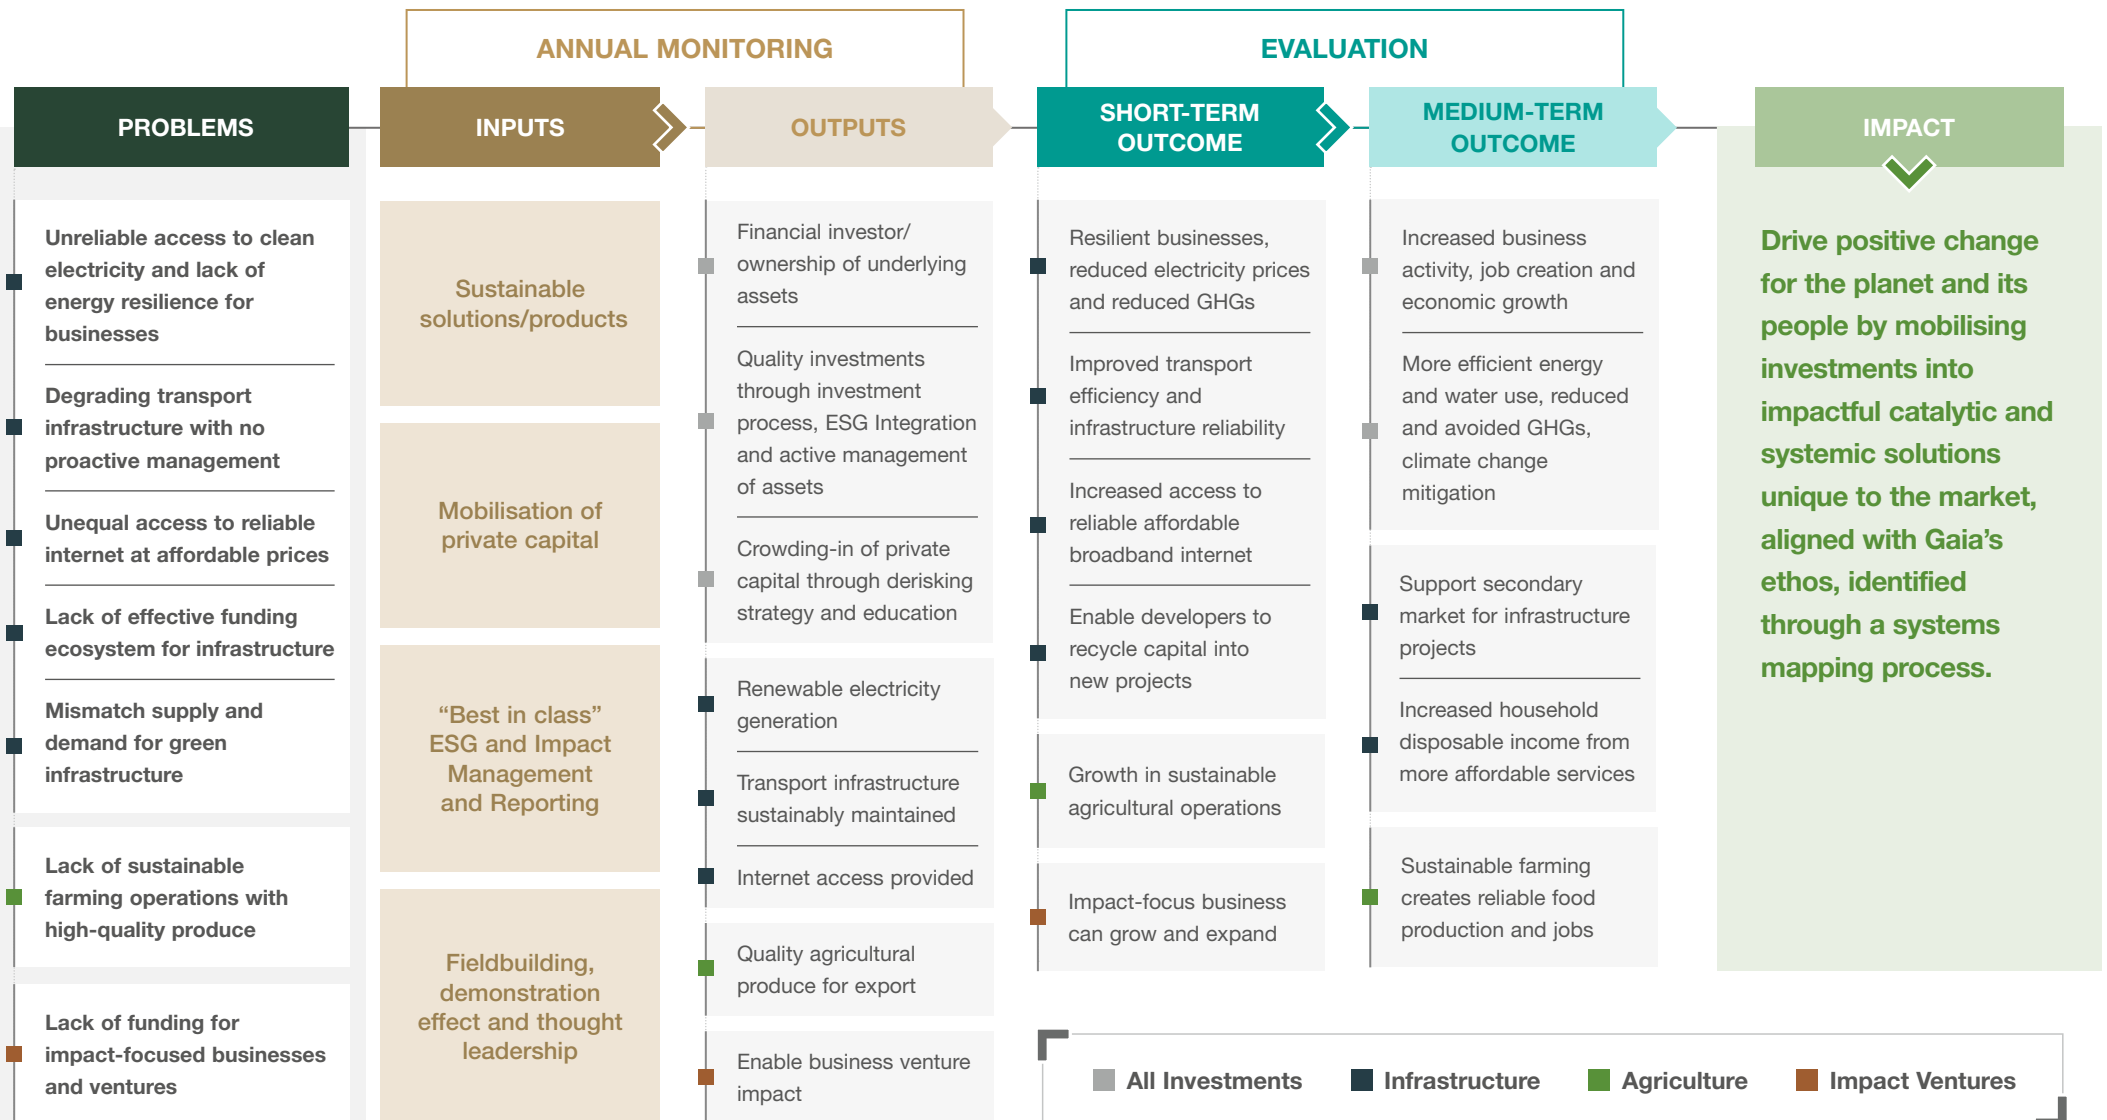 ANNUAL MONITORING
EVALUATION
PROBLEMS
INPUTS
OUTPUTS
SHORT-TERM
OUTCOME
MEDIUM-TERM
OUTCOME
IMPACT
Unreliable access to clean
electricity and lack of
energy resilience for
businesses
Degrading transport
infrastructure with no
proactive management
Unequal access to reliable
internet at affordable prices
Lack of effective funding
ecosystem for infrastructure
Mismatch supply and
demand for green
infrastructure
Lack of sustainable
farming operations with
high-quality produce
Lack of funding for
impact-focused businesses
and ventures
Sustainable
solutions/products
Mobilisation of
private capital
“Best in class”
ESG and Impact
Management
and Reporting
Fieldbuilding,
demonstration
effect and thought
leadership
Financial investor/
ownership of underlying
assets
Quality investments
through investment
process, ESG Integration
and active management
of assets
Crowding-in of private
capital through derisking
strategy and education
Renewable electricity
generation
Transport infrastructure
sustainably maintained
Internet access provided
Quality agricultural
produce for export
Enable business venture
impact
Resilient businesses,
reduced electricity prices
and reduced GHGs
Improved transport
efficiency and
infrastructure reliability
Increased access to
reliable affordable
broadband internet
Enable developers to
recycle capital into
new projects
Growth in sustainable
agricultural operations
Impact-focus business
can grow and expand
Increased business
activity, job creation and
economic growth
More efficient energy
and water use, reduced
and avoided GHGs,
climate change
mitigation
Support secondary
market for infrastructure
projects
Increased household
disposable income from
more affordable services
Sustainable farming
creates reliable food
production and jobs
Drive positive change
for the planet and its
people by mobilising
investments into
impactful catalytic and
systemic solutions
unique to the market,
aligned with Gaia’s
ethos, identified
through a systems
mapping process.
All Investments
Infrastructure
Agriculture
Impact Ventures